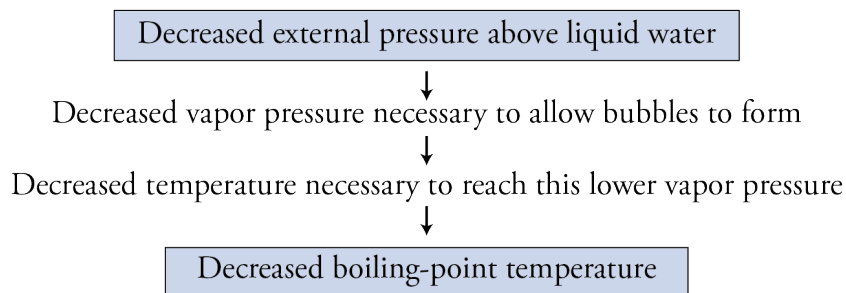 Decreased external pressure above liquid water
Decreased vapor pressure necessary to allow bubbles to form
Decreased temperature necessary to reach this lower vapor pressure
Decreased boiling-point temperature